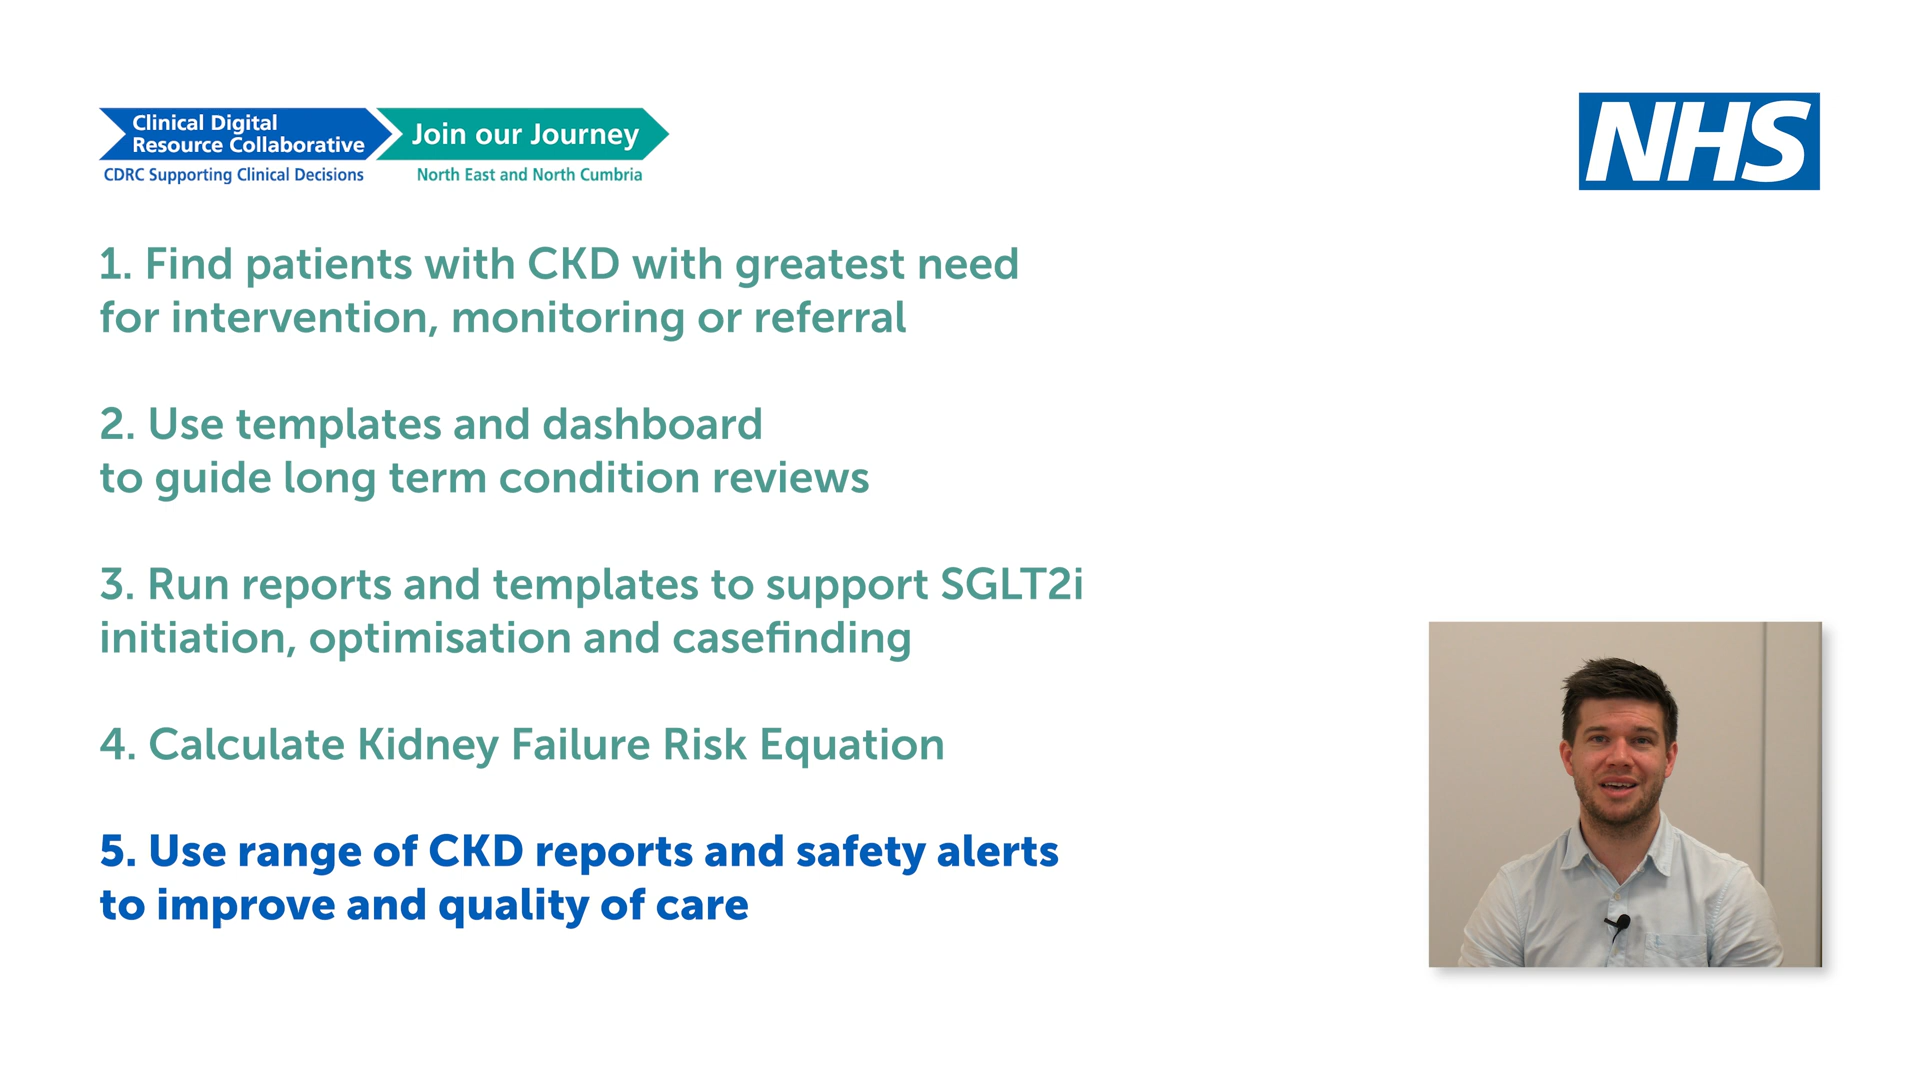 Clinical Digital
Resource Collaborative
Join our Journey
CDRC Supporting Clinical Decisions
North East and North Cumbria
NHS
1. Find patients with CKD with greatest need
for intervention, monitoring or referral
2. Use templates and dashboard
to guide long term condition reviews
3. Run reports and templates to support SGLT2i
initiation, optimisation and casefinding
4. Calculate Kidney Failure Risk Equation
5. Use range of CKD reports and safety alerts
to improve and quality of care